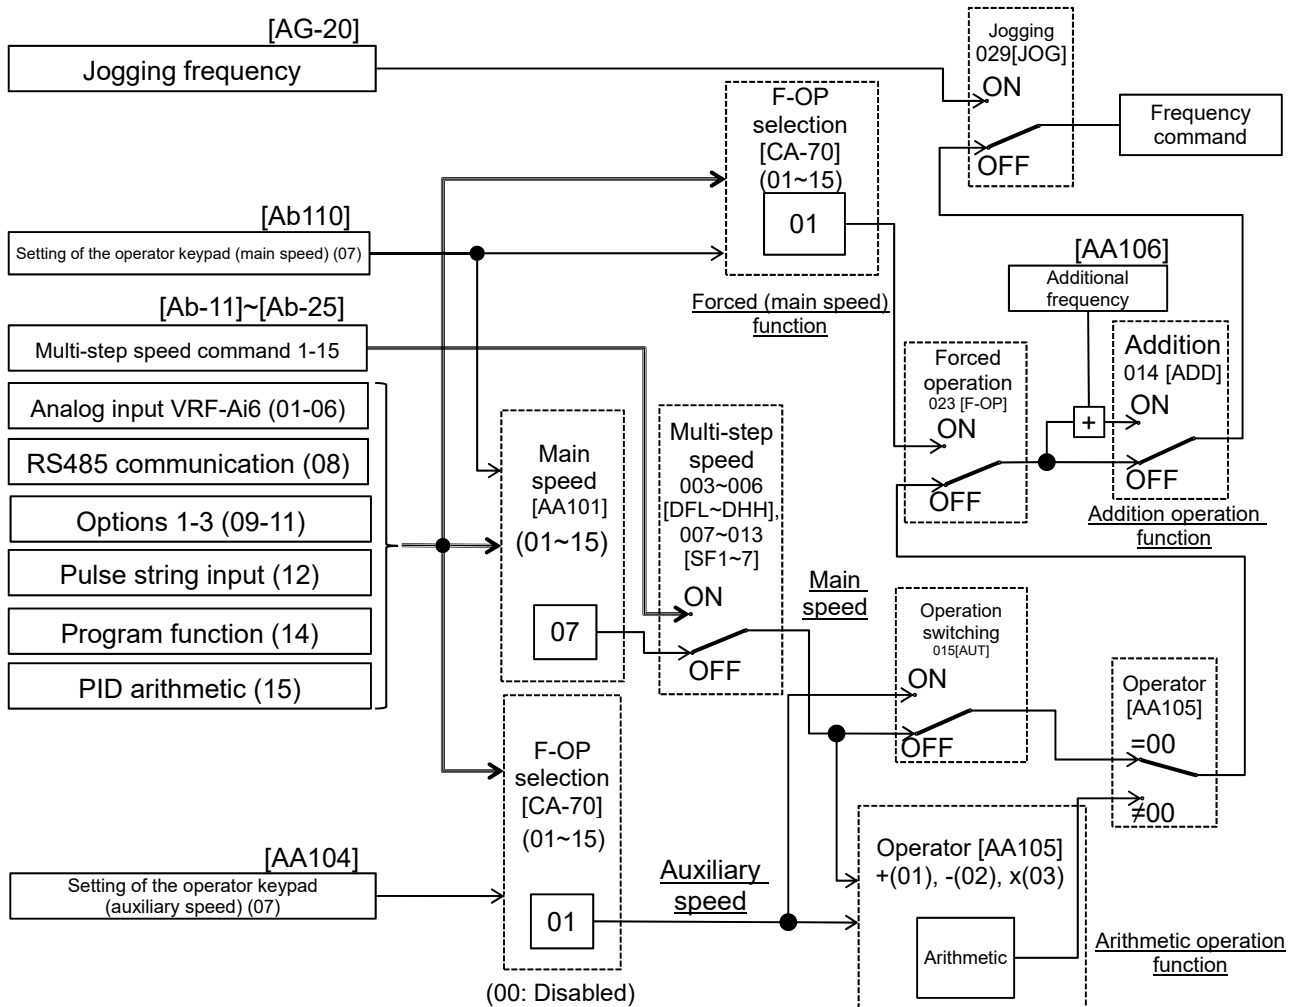 [AG-20]
Jogging frequency
Jogging
029[JOG]
ON
OFF
Frequency
command
F-OP
selection
[CA-70]
(01~15)
01
Forced (main speed)
function
[Ab110]
Setting of the operator keypad (main speed) (07)
[Ab-11]~[Ab-25]
Multi-step speed command 1-15
Analog input VRF-Ai6 (01-06)
RS485 communication (08)
Options 1-3 (09-11)
Pulse string input (12)
Program function (14)
PID arithmetic (15)
[AA106]
Additional
frequency
Forced
operation
023 [F-OP]
ON
OFF
+
Addition
014 [ADD]
ON
OFF
Addition operation
function
Main
speed
[AA101]
(01~15)
07
Multi-step
speed
003~006
[DFL~DHH],
007~013
[SF1~7]
ON
OFF
Main
speed
Operation
switching
015[AUT]
ON
OFF
Operator
[AA105]
=00
≠00
F-OP
selection
[CA-70]
(01~15)
01
(00: Disabled)
[AA104]
Setting of the operator keypad
(auxiliary speed) (07)
Auxiliary
speed
Operator [AA105]
+(01), -(02), x(03)
Arithmetic
Arithmetic operation
function